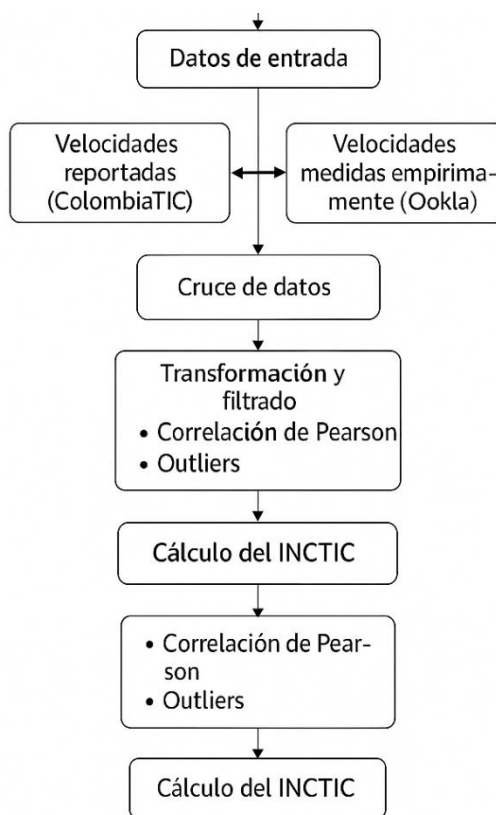 Datos de entrada
Velocidades
reportadas
(ColombiaTIC)
Velocidades
medidas empirima-
mente (Ookla)
Cruce de datos
Transformación y
filtrado
• Correlación de Pearson
• Outliers
Cálculo del INCTIC
• Correlación de Pear-
son
• Outliers
Cálculo del INCTIC